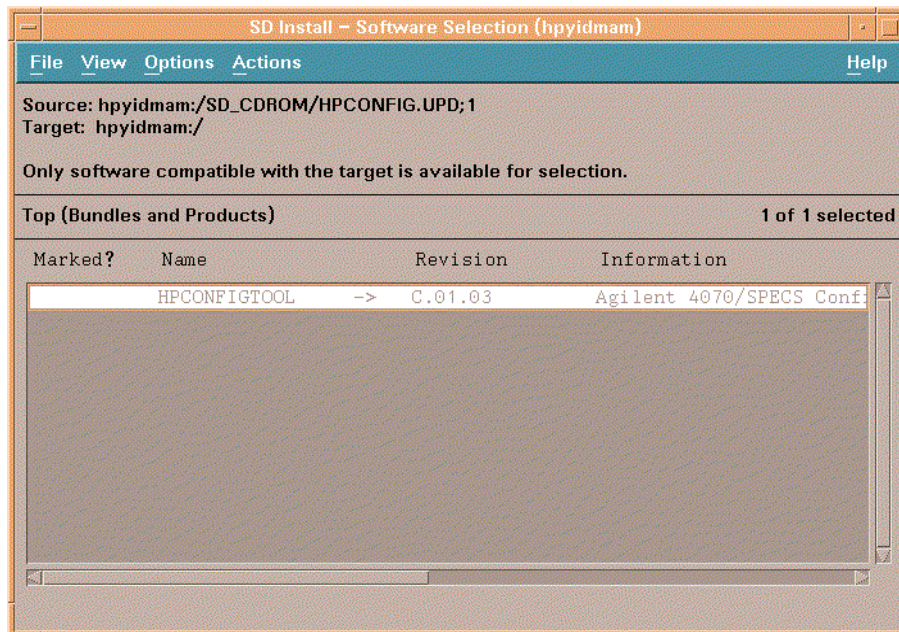 SD Install – Software Selection (hpyidmam)
File View Options Actions Help
Source: hpyidmam:/SD_CDROM/HPCONFIG.UPD;1
Target: hpyidmam:/
Only software compatible with the target is available for selection.
Top (Bundles and Products) 1 of 1 selected
Marked? Name Revision Information
HPCONFIGTOOL -> C.01.03 Agilent 4070/SPECS Conf